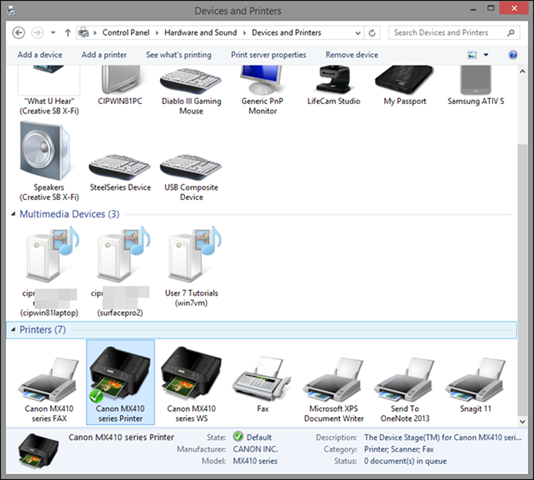 Devices and Printers
Control Panel ▸ Hardware and Sound ▸ Devices and Printers
Search Devices and Printers
Add a device Add a printer See what's printing Print server properties Remove device
"What U Hear" (Creative SB X-Fi)
CIPWIN81PC
Diablo III Gaming Mouse
Generic PnP Monitor
LifeCam Studio
My Passport
Samsung ATIV S
Speakers (Creative SB X-Fi)
SteelSeries Device
USB Composite Device
Multimedia Devices (3)
cipr
(cipwin81laptop)
cipr
(surfacepro2)
User 7 Tutorials (win7vm)
Printers (7)
Canon MX410 series FAX
Canon MX410 series Printer
Canon MX410 series WS
Fax
Microsoft XPS Document Writer
Send To OneNote 2013
Snagit 11
Canon MX410 series Printer
State: Default
Manufacturer: CANON INC.
Model: MX410 series
Description: The Device Stage(TM) for Canon MX410 seri...
Category: Printer; Scanner; Fax
Status: 0 document(s) in queue